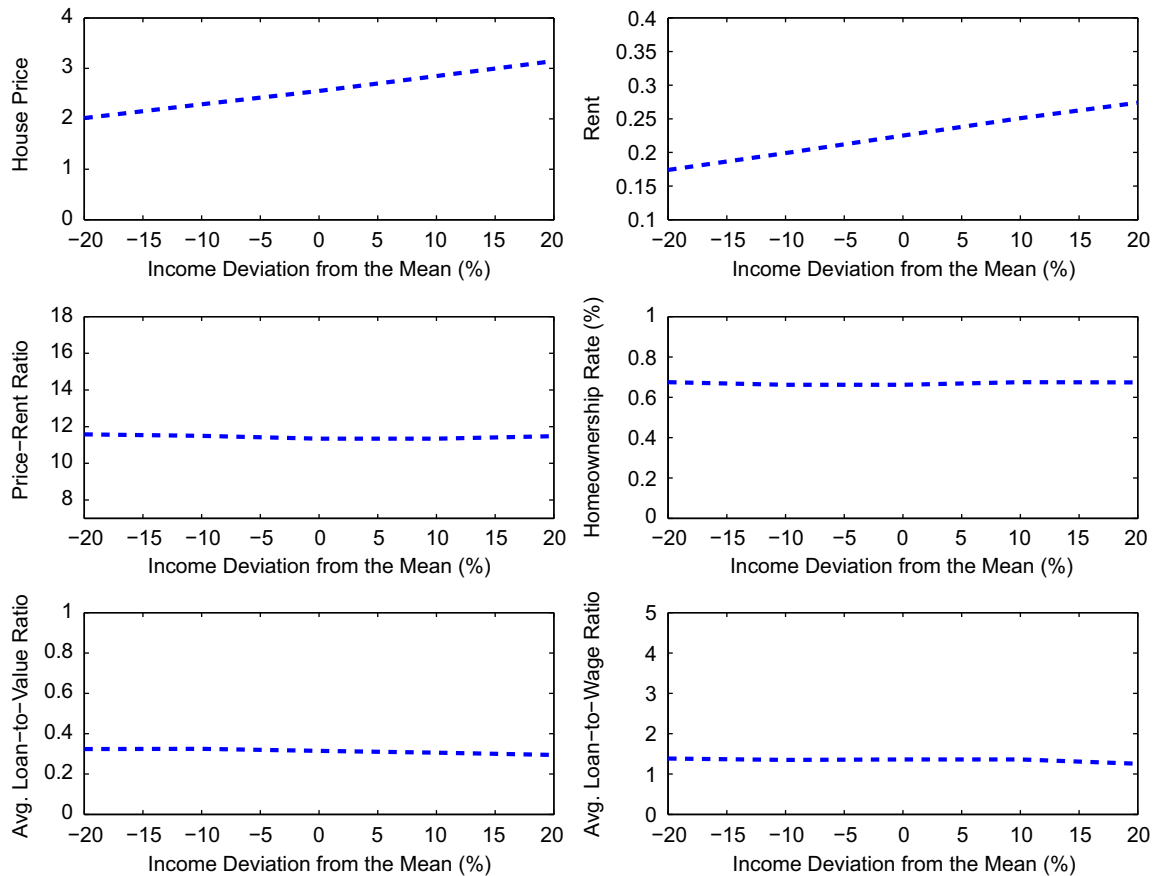 House Price
4
3
2
1
0
−20 −15 −10 −5 0 5 10 15 20
Income Deviation from the Mean (%)
Rent
0.4
0.35
0.3
0.25
0.2
0.15
0.1
−20 −15 −10 −5 0 5 10 15 20
Income Deviation from the Mean (%)
Price−Rent Ratio
18
16
14
12
10
8
−20 −15 −10 −5 0 5 10 15 20
Income Deviation from the Mean (%)
Homeownership Rate (%)
1
0.8
0.6
0.4
0.2
0
−20 −15 −10 −5 0 5 10 15 20
Income Deviation from the Mean (%)
Avg. Loan−to−Value Ratio
1
0.8
0.6
0.4
0.2
0
−20 −15 −10 −5 0 5 10 15 20
Income Deviation from the Mean (%)
Avg. Loan−to−Wage Ratio
5
4
3
2
1
0
−20 −15 −10 −5 0 5 10 15 20
Income Deviation from the Mean (%)